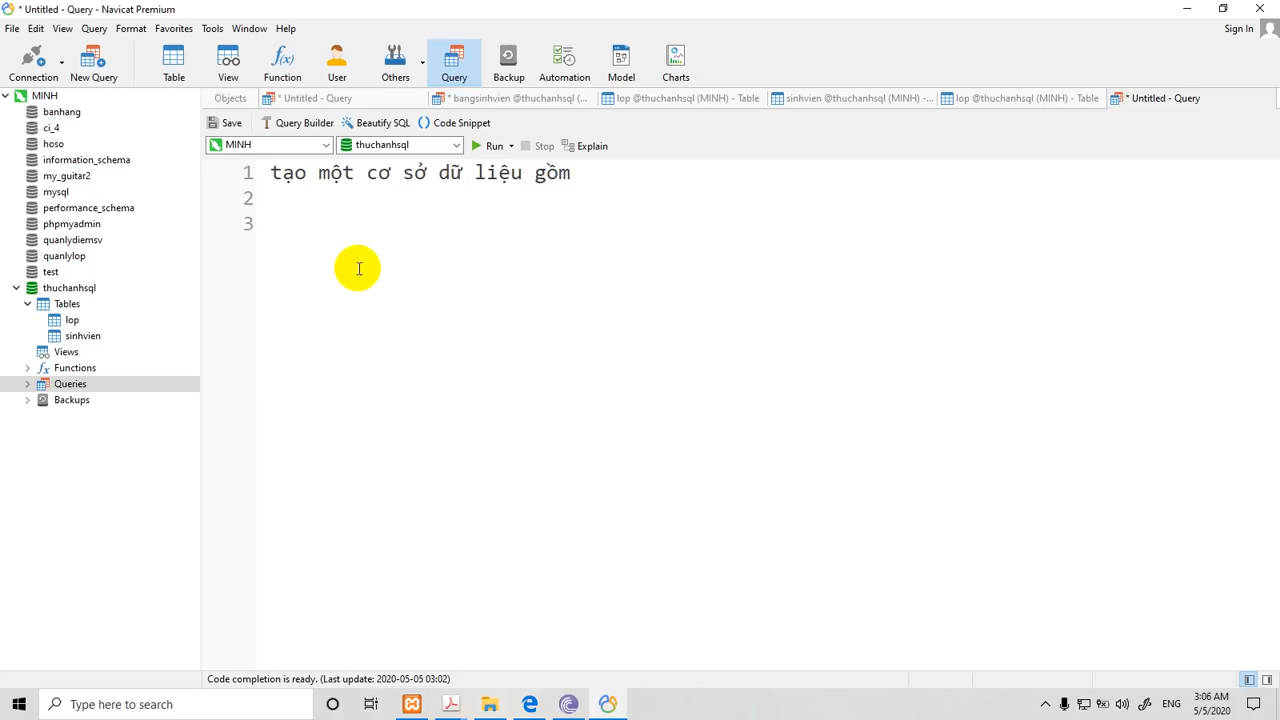 * Untitled - Query - Navicat Premium
File Edit View Query Format Tools Favorites Window Help
Sign In
Connection New Query Table View Function User Others Query Backup Automation Model Charts
MINH
banhang
ci_4
hoso
information_schema
my_guitar2
mysql
performance_schema
phpmyadmin
quanlydiemsv
quanlylop
test
thuchanhsql
Tables
lop
sinhvien
Views
Functions
Queries
Backups
Objects * Untitled - Query * bangsinhvien @thuchanhsql (... lop @thuchanhsql (MINH) - Table sinhvien @thuchanhsql (MINH) -... lop @thuchanhsql (MINH) - Table * Untitled - Query
Save Query Builder Beautify SQL () Code Snippet
MINH thuchanhsql Run Stop Explain
1 tạo một cơ sở dữ liệu gồm
2
3
Code completion is ready. (Last update: 2020-05-05 03:02)
Type here to search
ENG
3:06 AM
5/5/2020